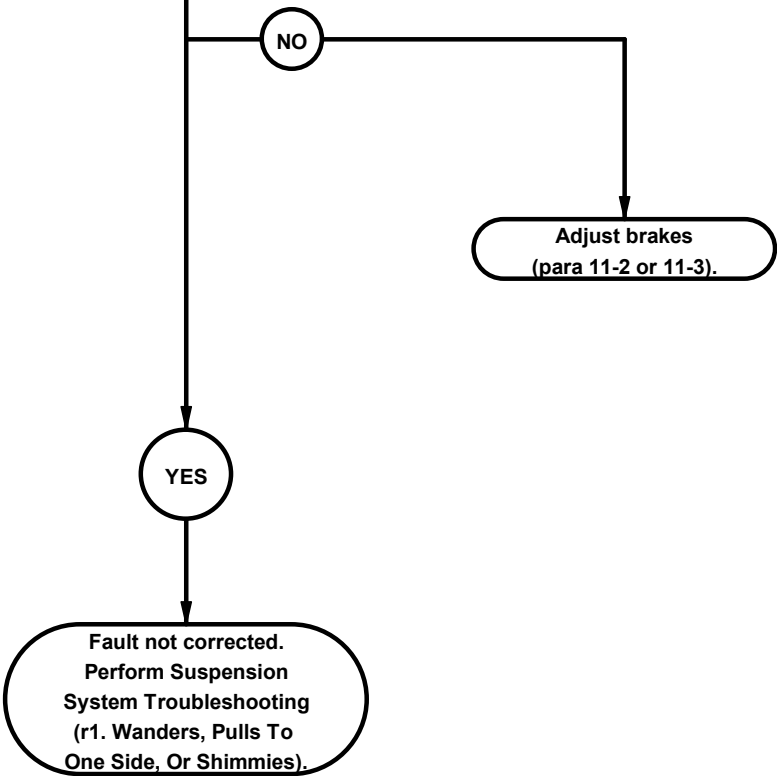 NO
Adjust brakes
(para 11-2 or 11-3).
YES
Fault not corrected.
Perform Suspension
System Troubleshooting
(r1. Wanders, Pulls To
One Side, Or Shimmies).